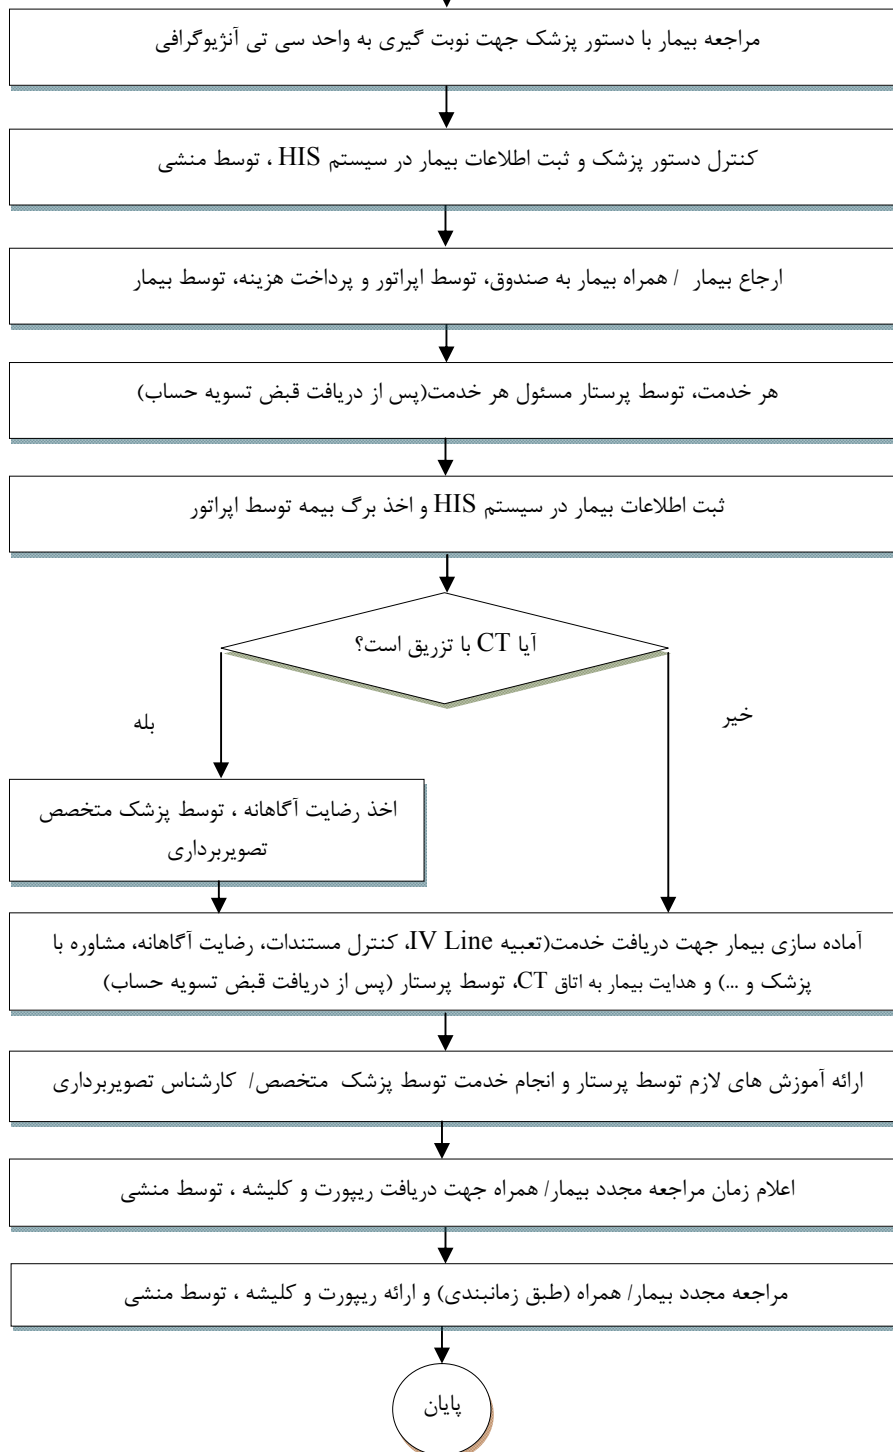 مراجعه بیمار با دستور پزشک جهت نوبت گیری به واحد سی تی آنژیوگرافی
کنترل دستور پزشک و ثبت اطلاعات بیمار در سیستم HIS ، توسط منشی
ارجاع بیمار / همراه بیمار به صندوق، توسط اپراتور و پرداخت هزینه، توسط بیمار
هر خدمت، توسط پرستار مسئول هر خدمت(پس از دریافت قبض تسویه حساب)
ثبت اطلاعات بیمار در سیستم HIS و اخذ برگ بیمه توسط اپراتور
آیا CT با تزریق است؟
خیر
بله
اخذ رضایت آگاهانه ، توسط پزشک متخصص
تصویربرداری
آماده سازی بیمار جهت دریافت خدمت(تعبیه IV Line، کنترل مستندات، رضایت آگاهانه، مشاوره با
پزشک و ...) و هدایت بیمار به اتاق CT، توسط پرستار (پس از دریافت قبض تسویه حساب)
ارائه آموزش های لازم توسط پرستار و انجام خدمت توسط پزشک متخصص/ کارشناس تصویربرداری
اعلام زمان مراجعه مجدد بیمار/ همراه جهت دریافت ریپورت و کلیشه ، توسط منشی
مراجعه مجدد بیمار/ همراه (طبق زمانبندی) و ارائه ریپورت و کلیشه ، توسط منشی
پایان